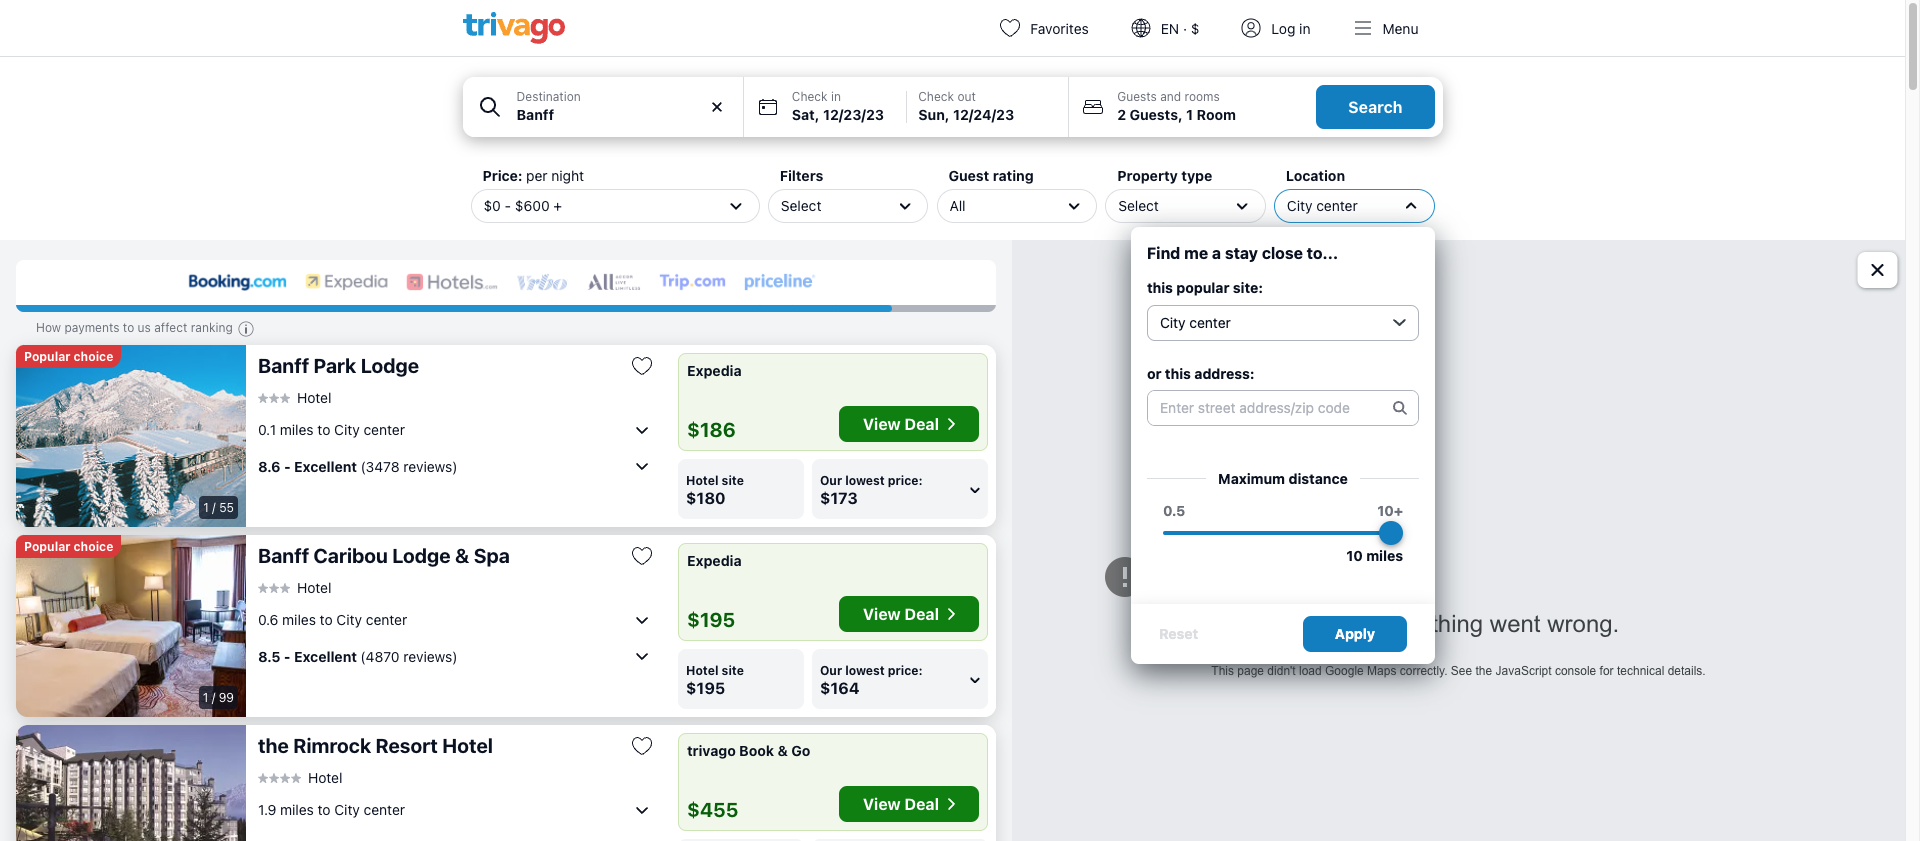 trivago
Favorites
EN · $
Log in
Menu
Destination
Banff
Check in
Sat, 12/23/23
Check out
Sun, 12/24/23
Guests and rooms
2 Guests, 1 Room
Search
Price: per night
$0 - $600 +
Filters
Select
Guest rating
All
Property type
Select
Location
City center
Booking.com
Expedia
Hotels.com
Vrbo
ALL ACCOR LIVE LIMITLESS
Trip.com
priceline
How payments to us affect ranking
Popular choice
1 / 55
Banff Park Lodge
Hotel
0.1 miles to City center
8.6 - Excellent (3478 reviews)
Expedia
$186
View Deal
Hotel site
$180
Our lowest price:
$173
Popular choice
1 / 99
Banff Caribou Lodge & Spa
Hotel
0.6 miles to City center
8.5 - Excellent (4870 reviews)
Expedia
$195
View Deal
Hotel site
$195
Our lowest price:
$164
the Rimrock Resort Hotel
Hotel
1.9 miles to City center
trivago Book & Go
$455
View Deal
Find me a stay close to...
this popular site:
City center
or this address:
Enter street address/zip code
Maximum distance
0.5
10+
10 miles
Reset
Apply
thing went wrong.
This page didn't load Google Maps correctly. See the JavaScript console for technical details.